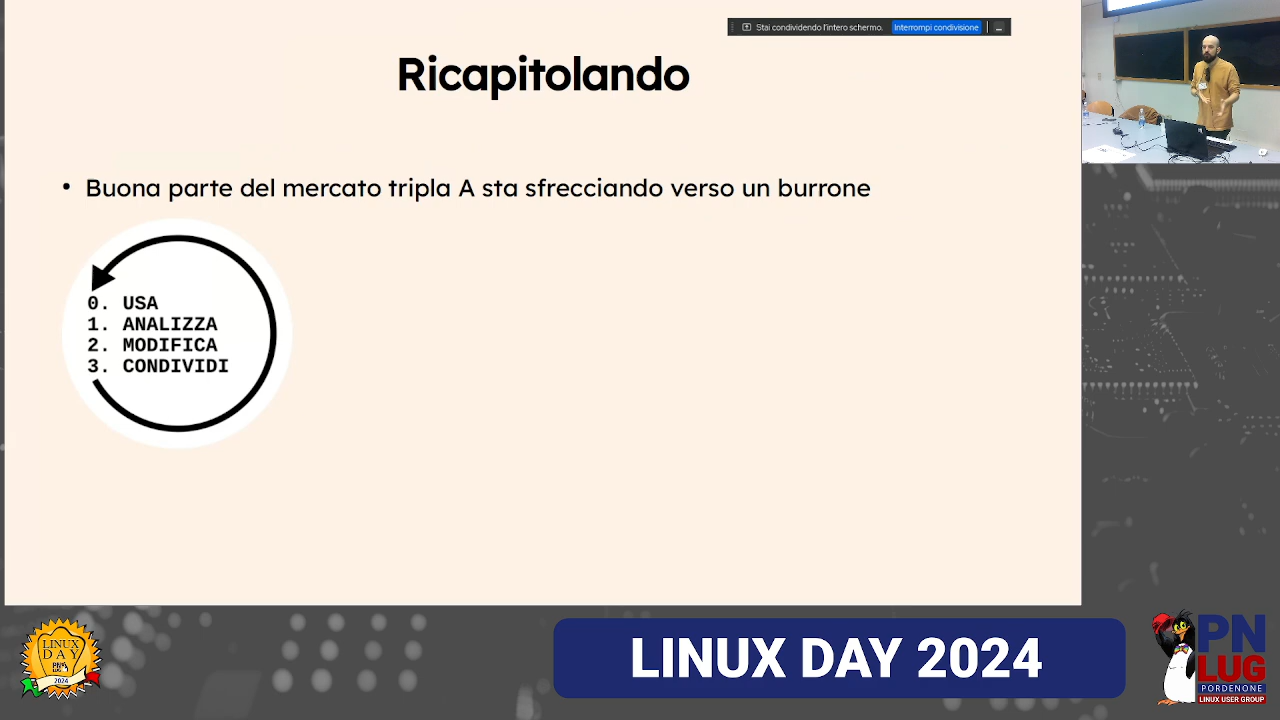 Stai condividendo l'intero schermo. Interrompi condivisione
Ricapitolando
• Buona parte del mercato tripla A sta sfrecciando verso un burrone
0. USA
1. ANALIZZA
2. MODIFICA
3. CONDIVIDI
LINUX
DAY
2024
LINUX DAY 2024
PN
LUG
PORDENONE
LINUX USER GROUP